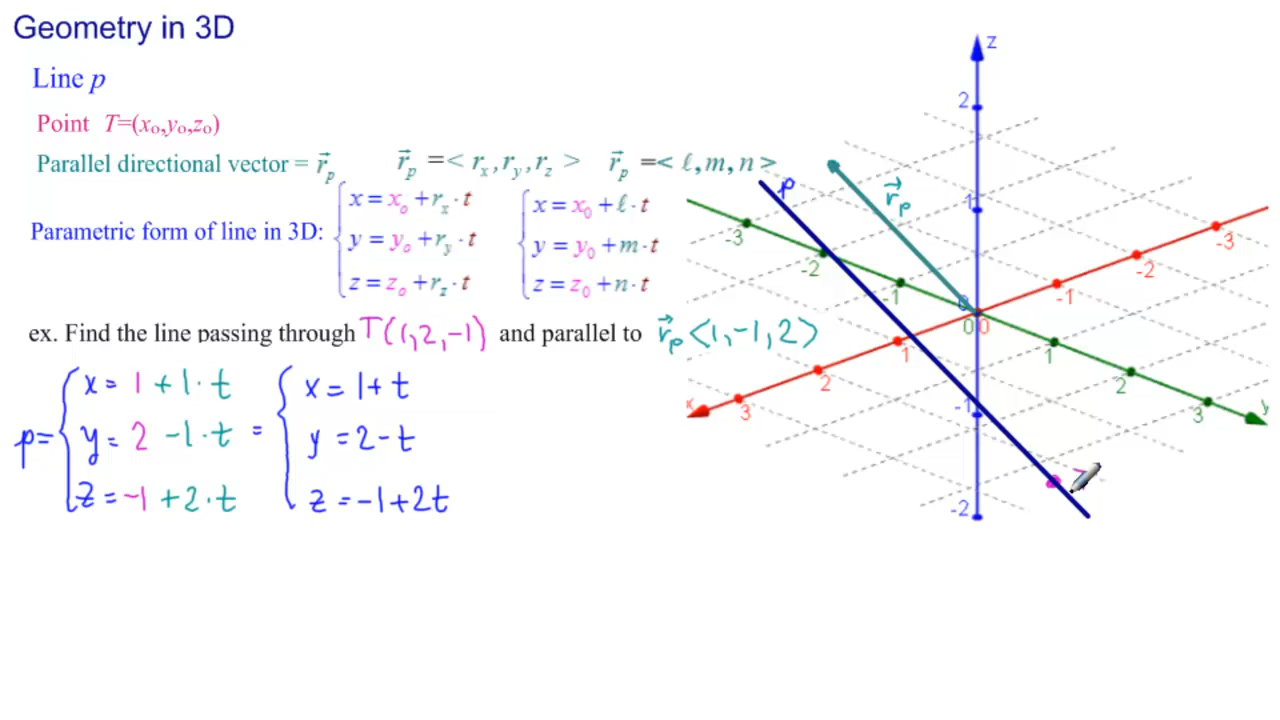 Geometry in 3D
Line p
Point T=(x₀,y₀,z₀)
Parallel directional vector = r⃗ₚ r⃗ₚ =< rₓ, r_y, r_z > r⃗ₚ =< ℓ, m, n >
Parametric form of line in 3D:
x = x₀ + rₓ · t
y = y₀ + r_y · t
z = z₀ + r_z · t
x = x₀ + ℓ · t
y = y₀ + m · t
z = z₀ + n · t
ex. Find the line passing through T(1,2,-1) and parallel to r⃗ₚ <1,-1,2>
p=
x = 1 + 1 · t
y = 2 - 1 · t
z = -1 + 2 · t
=
x = 1 + t
y = 2 - t
z = -1 + 2t
z
2
1
0
-1
-2
p
r⃗ₚ
-3
-2
-1
0
1
2
3
y
-3
-2
-1
0
1
2
3
x